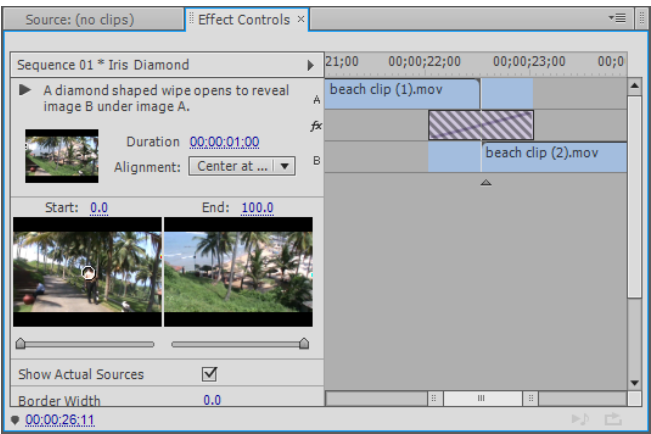 Source: (no clips)
Effect Controls ×
Sequence 01 * Iris Diamond
21;00 00;00;22;00 00;00;23;00 00;0
A diamond shaped wipe opens to reveal
image B under image A.
A
beach clip (1).mov
fx
Duration 00;00;01;00
Alignment: Center at ...
B
beach clip (2).mov
Start: 0.0 End: 100.0
Show Actual Sources
Border Width 0.0
00;00;26;11